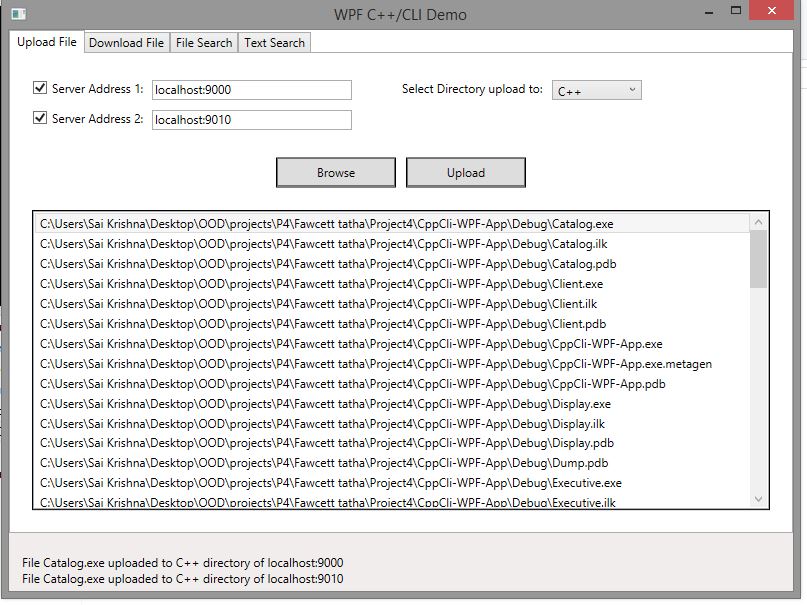 WPF C++/CLI Demo
Upload File Download File File Search Text Search
Server Address 1: localhost:9000 Select Directory upload to: C++
Server Address 2: localhost:9010
Browse Upload
C:\Users\Sai Krishna\Desktop\OOD\projects\P4\Fawcett tatha\Project4\CppCli-WPF-App\Debug\Catalog.exe
C:\Users\Sai Krishna\Desktop\OOD\projects\P4\Fawcett tatha\Project4\CppCli-WPF-App\Debug\Catalog.ilk
C:\Users\Sai Krishna\Desktop\OOD\projects\P4\Fawcett tatha\Project4\CppCli-WPF-App\Debug\Catalog.pdb
C:\Users\Sai Krishna\Desktop\OOD\projects\P4\Fawcett tatha\Project4\CppCli-WPF-App\Debug\Client.exe
C:\Users\Sai Krishna\Desktop\OOD\projects\P4\Fawcett tatha\Project4\CppCli-WPF-App\Debug\Client.ilk
C:\Users\Sai Krishna\Desktop\OOD\projects\P4\Fawcett tatha\Project4\CppCli-WPF-App\Debug\Client.pdb
C:\Users\Sai Krishna\Desktop\OOD\projects\P4\Fawcett tatha\Project4\CppCli-WPF-App\Debug\CppCli-WPF-App.exe
C:\Users\Sai Krishna\Desktop\OOD\projects\P4\Fawcett tatha\Project4\CppCli-WPF-App\Debug\CppCli-WPF-App.exe.metagen
C:\Users\Sai Krishna\Desktop\OOD\projects\P4\Fawcett tatha\Project4\CppCli-WPF-App\Debug\CppCli-WPF-App.pdb
C:\Users\Sai Krishna\Desktop\OOD\projects\P4\Fawcett tatha\Project4\CppCli-WPF-App\Debug\Display.exe
C:\Users\Sai Krishna\Desktop\OOD\projects\P4\Fawcett tatha\Project4\CppCli-WPF-App\Debug\Display.ilk
C:\Users\Sai Krishna\Desktop\OOD\projects\P4\Fawcett tatha\Project4\CppCli-WPF-App\Debug\Display.pdb
C:\Users\Sai Krishna\Desktop\OOD\projects\P4\Fawcett tatha\Project4\CppCli-WPF-App\Debug\Dump.pdb
C:\Users\Sai Krishna\Desktop\OOD\projects\P4\Fawcett tatha\Project4\CppCli-WPF-App\Debug\Executive.exe
C:\Users\Sai Krishna\Desktop\OOD\projects\P4\Fawcett tatha\Project4\CppCli-WPF-App\Debug\Executive.ilk
File Catalog.exe uploaded to C++ directory of localhost:9000
File Catalog.exe uploaded to C++ directory of localhost:9010